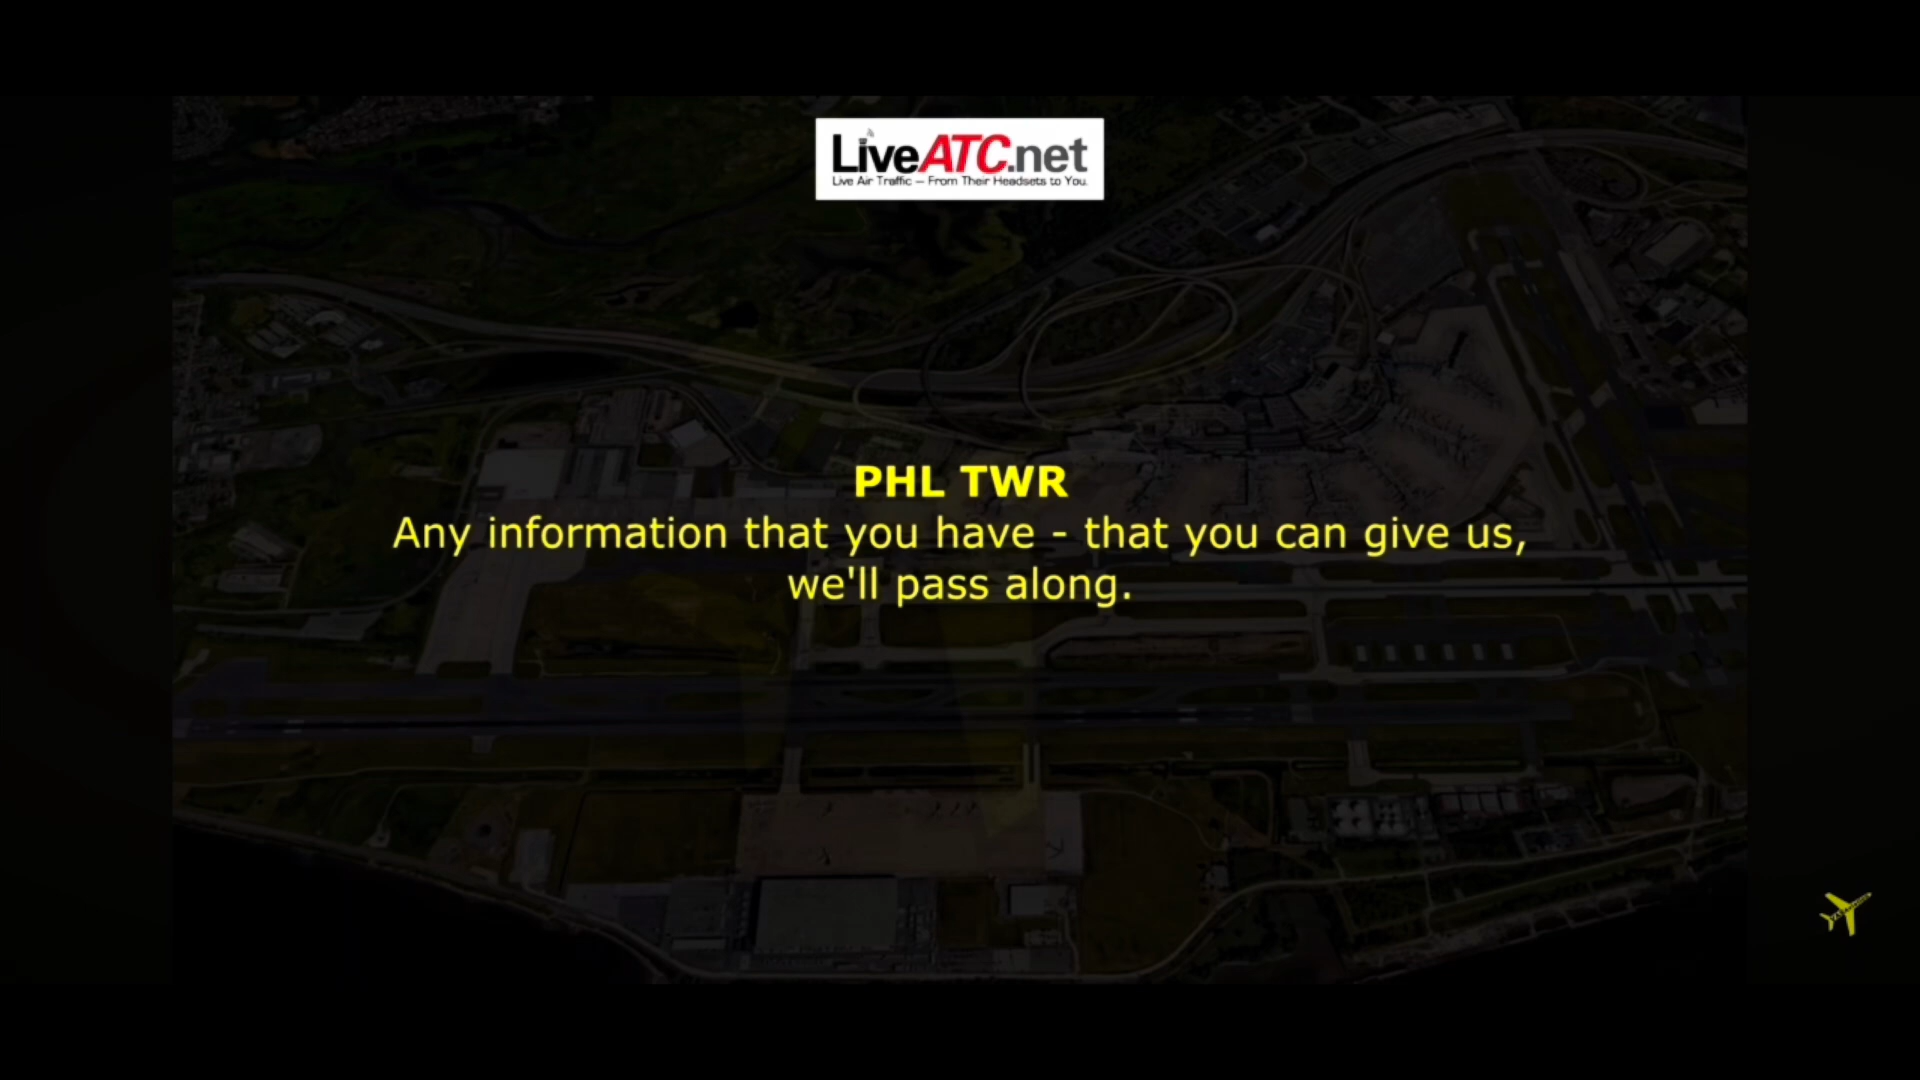 LiveATC.net
Live Air Traffic – From Their Headsets to You.
PHL TWR
Any information that you have - that you can give us,
we'll pass along.